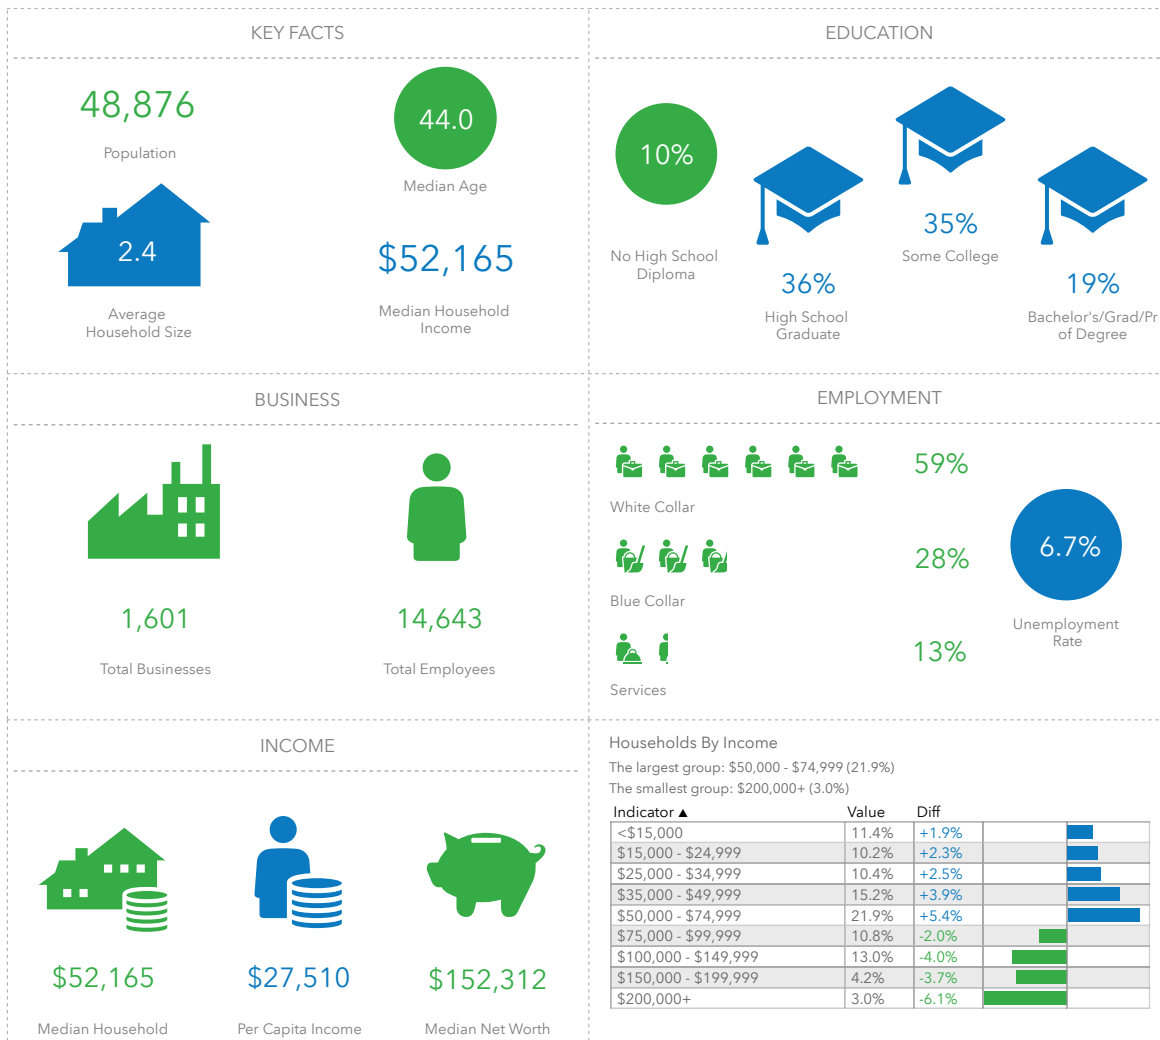 KEY FACTS
48,876
Population
44.0
Median Age
2.4
Average
Household Size
$52,165
Median Household
Income
EDUCATION
10%
No High School
Diploma
36%
High School
Graduate
35%
Some College
19%
Bachelor's/Grad/Pr
of Degree
BUSINESS
1,601
Total Businesses
14,643
Total Employees
EMPLOYMENT
59%
White Collar
28%
Blue Collar
13%
Services
6.7%
Unemployment
Rate
INCOME
$52,165
Median Household
$27,510
Per Capita Income
$152,312
Median Net Worth
Households By Income
The largest group: $50,000 - $74,999 (21.9%)
The smallest group: $200,000+ (3.0%)
Indicator ▲ Value Diff
<$15,000 11.4% +1.9%
$15,000 - $24,999 10.2% +2.3%
$25,000 - $34,999 10.4% +2.5%
$35,000 - $49,999 15.2% +3.9%
$50,000 - $74,999 21.9% +5.4%
$75,000 - $99,999 10.8% -2.0%
$100,000 - $149,999 13.0% -4.0%
$150,000 - $199,999 4.2% -3.7%
$200,000+ 3.0% -6.1%